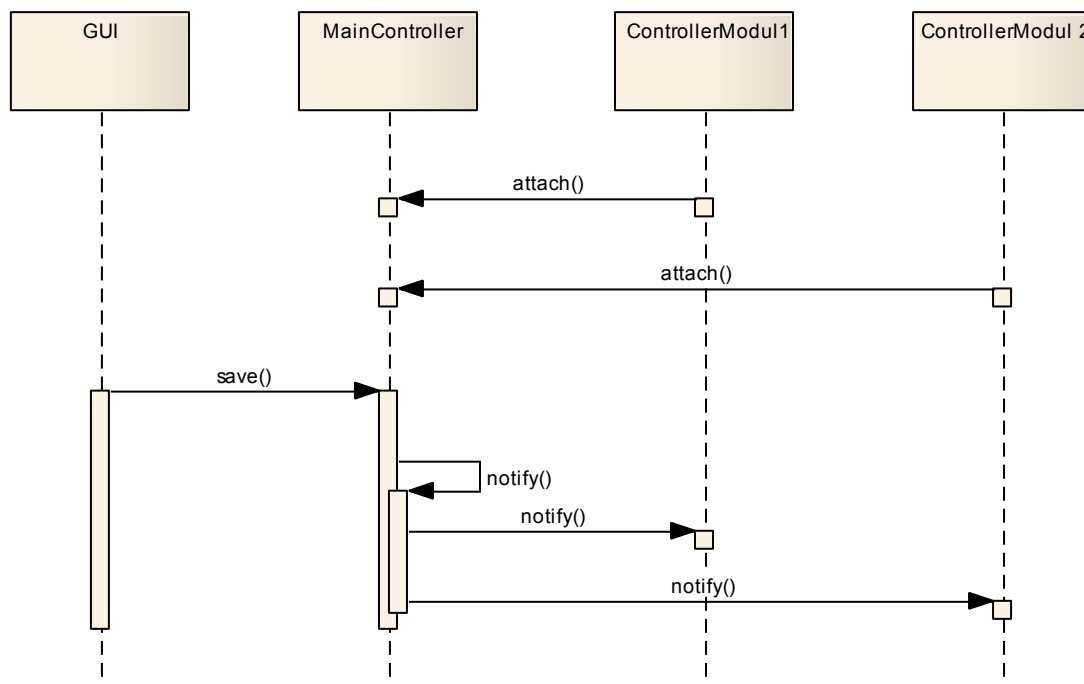 GUI
MainController
ControllerModul1
ControllerModul 2
attach()
attach()
save()
notify()
notify()
notify()